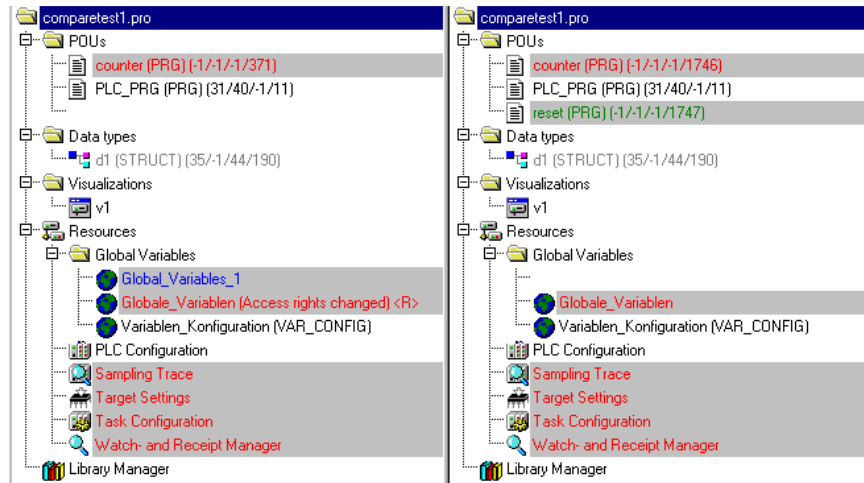 comparetest1.pro
POUs
counter (PRG) (-1/-1/-1/371)
PLC_PRG (PRG) (31/40/-1/11)
Data types
d1 (STRUCT) (35/-1/44/190)
Visualizations
v1
Resources
Global Variables
Global_Variables_1
Globale_Variablen (Access rights changed) <R>
Variablen_Konfiguration (VAR_CONFIG)
PLC Configuration
Sampling Trace
Target Settings
Task Configuration
Watch- and Receipt Manager
Library Manager
comparetest1.pro
POUs
counter (PRG) (-1/-1/-1/1746)
PLC_PRG (PRG) (31/40/-1/11)
reset (PRG) (-1/-1/-1/1747)
Data types
d1 (STRUCT) (35/-1/44/190)
Visualizations
v1
Resources
Global Variables
Globale_Variablen
Variablen_Konfiguration (VAR_CONFIG)
PLC Configuration
Sampling Trace
Target Settings
Task Configuration
Watch- and Receipt Manager
Library Manager